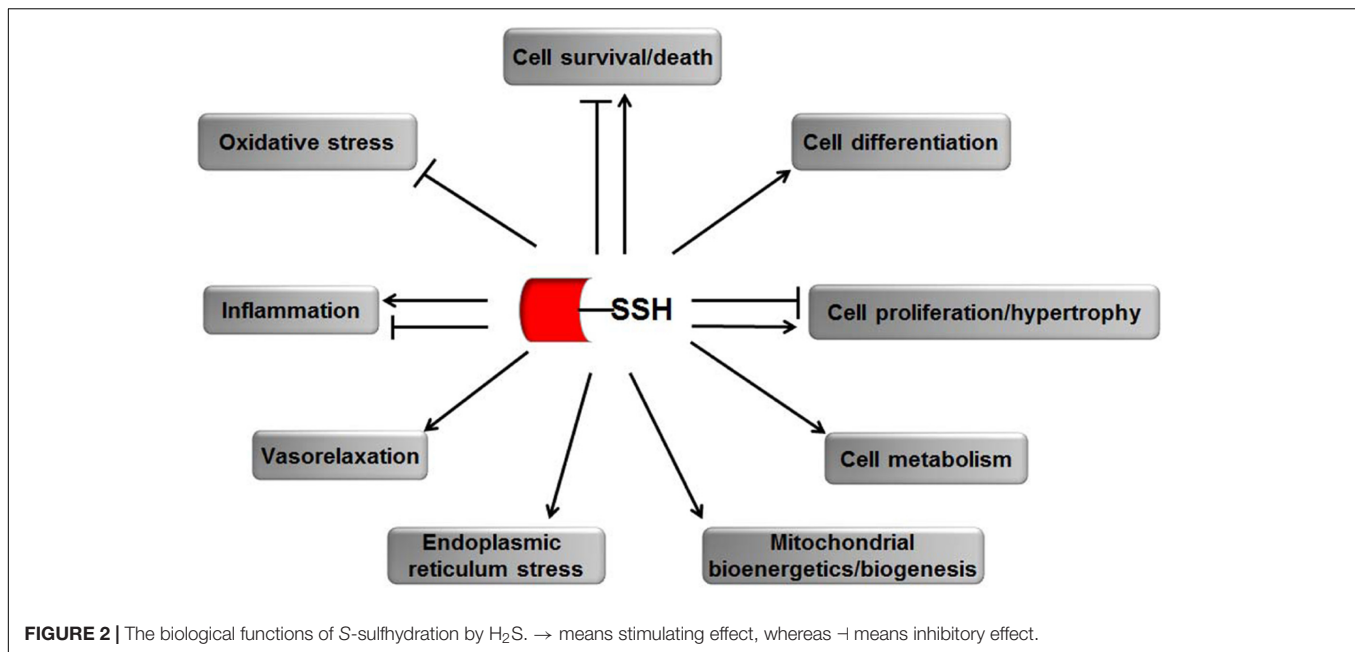 Cell survival/death
Oxidative stress
Cell differentiation
Inflammation
SSH
Cell proliferation/hypertrophy
Vasorelaxation
Cell metabolism
Endoplasmic
reticulum stress
Mitochondrial
bioenergetics/biogenesis
FIGURE 2 | The biological functions of S-sulfhydration by H₂S. → means stimulating effect, whereas ⊣ means inhibitory effect.